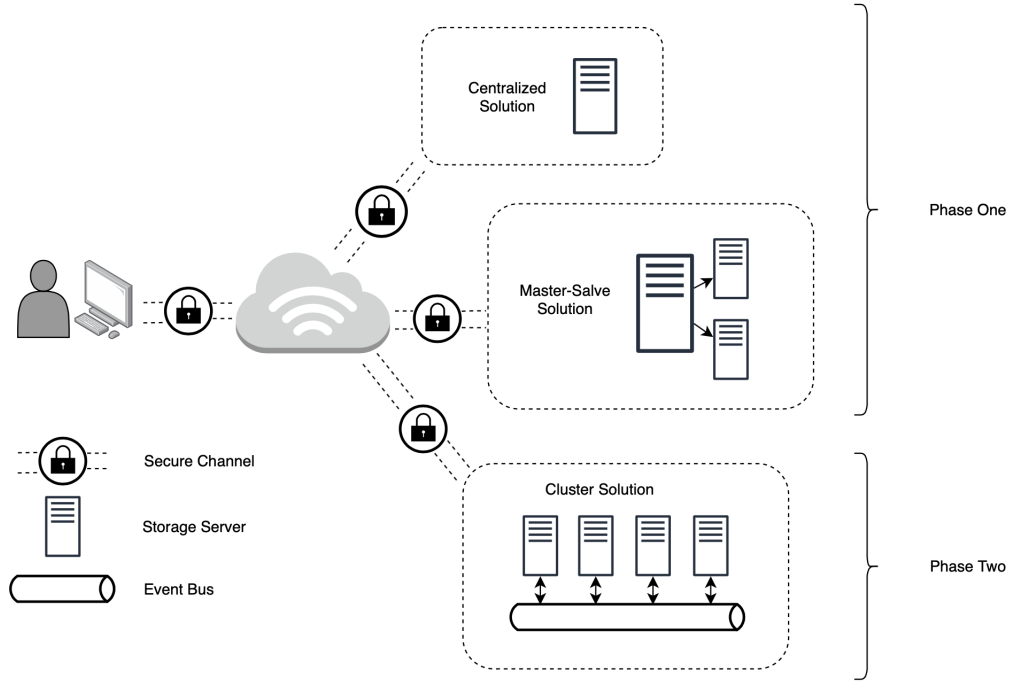 Centralized
Solution
Phase One
Master-Salve
Solution
Secure Channel
Cluster Solution
Storage Server
Phase Two
Event Bus